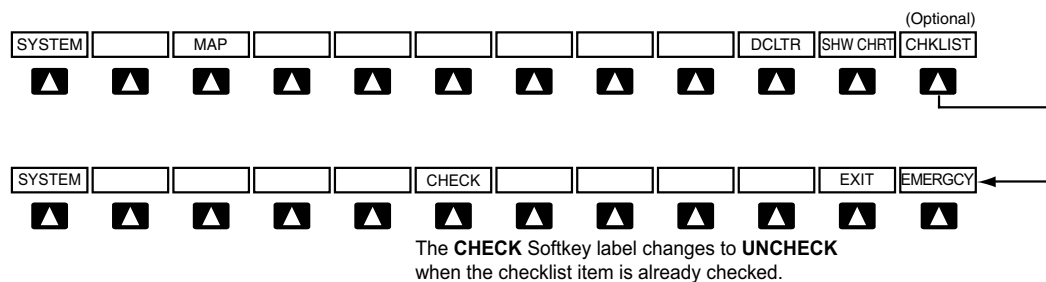 (Optional)
SYSTEM MAP DCLTR SHW CHRT CHKLIST
SYSTEM CHECK EXIT EMERGCY
The CHECK Softkey label changes to UNCHECK
when the checklist item is already checked.